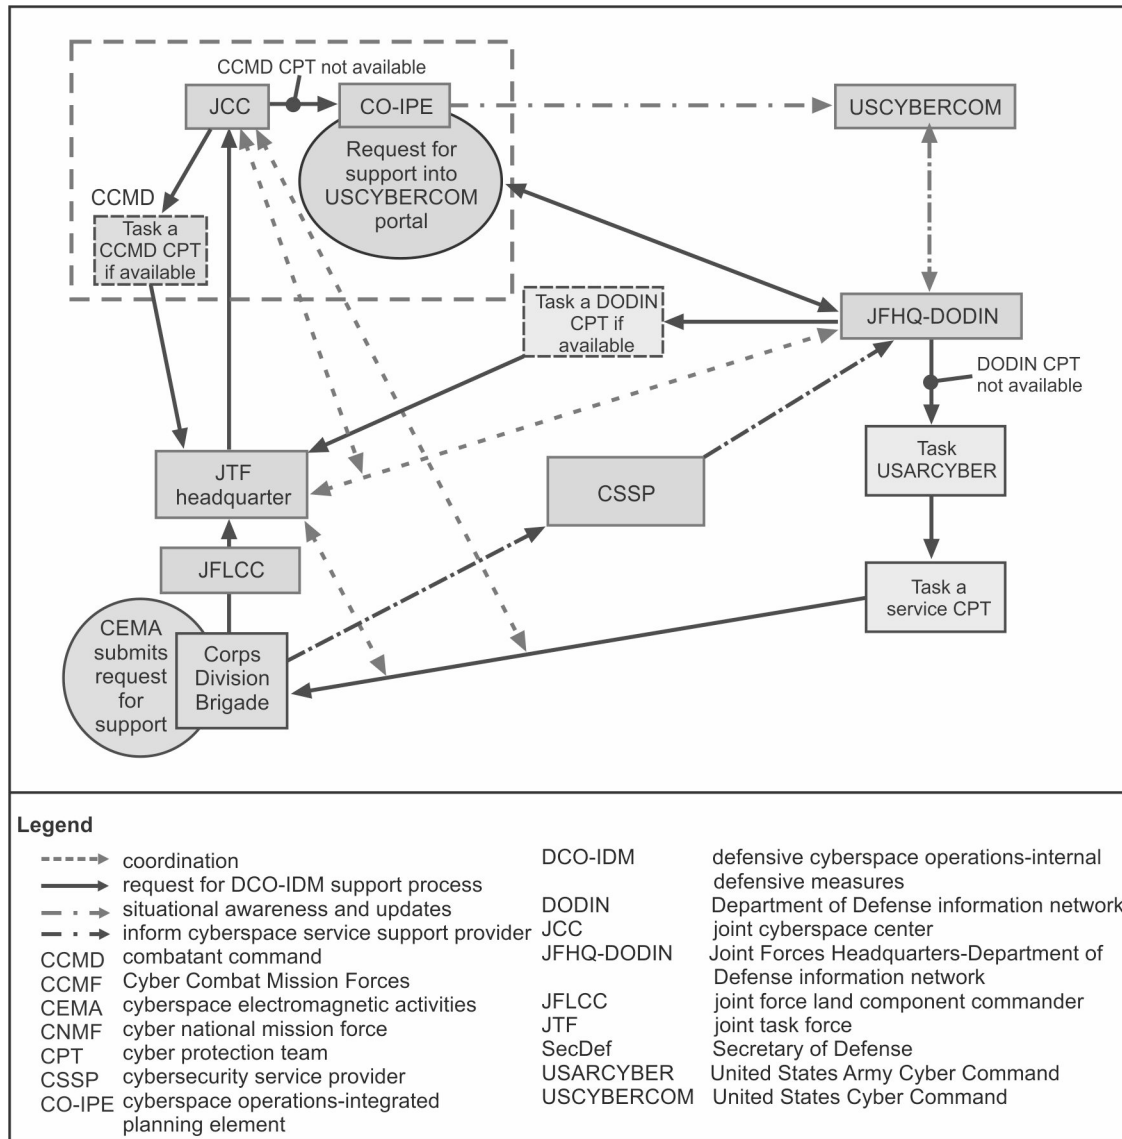 CCMD CPT not available
JCC
CO-IPE
USCYBERCOM
Request for
support into
USCYBERCOM
portal
CCMD
Task a
CCMD CPT
if available
Task a DODIN
CPT if
available
JFHQ-DODIN
DODIN CPT
not available
Task
USARCYBER
JTF
headquarter
CSSP
JFLCC
Task a
service CPT
CEMA
submits
request
for
support
Corps
Division
Brigade
Legend
coordination
request for DCO-IDM support process
situational awareness and updates
inform cyberspace service support provider
CCMD combatant command
CCMF Cyber Combat Mission Forces
CEMA cyberspace electromagnetic activities
CNMF cyber national mission force
CPT cyber protection team
CSSP cybersecurity service provider
CO-IPE cyberspace operations-integrated
planning element
DCO-IDM defensive cyberspace operations-internal
defensive measures
DODIN Department of Defense information network
JCC joint cyberspace center
JFHQ-DODIN Joint Forces Headquarters-Department of
Defense information network
JFLCC joint force land component commander
JTF joint task force
SecDef Secretary of Defense
USARCYBER United States Army Cyber Command
USCYBERCOM United States Cyber Command